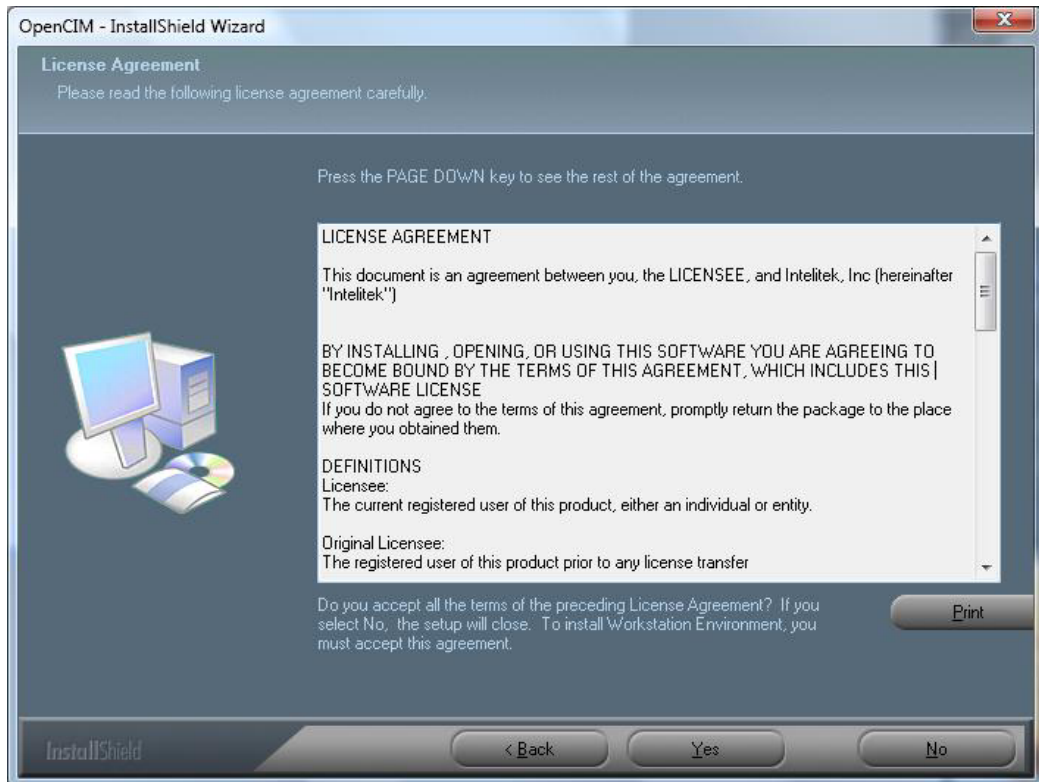 OpenCIM - InstallShield Wizard
License Agreement
Please read the following license agreement carefully.
Press the PAGE DOWN key to see the rest of the agreement.
LICENSE AGREEMENT
This document is an agreement between you, the LICENSEE, and Intelitek, Inc (hereinafter
"Intelitek")
BY INSTALLING , OPENING, OR USING THIS SOFTWARE YOU ARE AGREEING TO
BECOME BOUND BY THE TERMS OF THIS AGREEMENT, WHICH INCLUDES THIS|
SOFTWARE LICENSE
If you do not agree to the terms of this agreement, promptly return the package to the place
where you obtained them.
DEFINITIONS
Licensee:
The current registered user of this product, either an individual or entity.
Original Licensee:
The registered user of this product prior to any license transfer
Do you accept all the terms of the preceding License Agreement? If you
select No, the setup will close. To install Workstation Environment, you
must accept this agreement.
Print
InstallShield
< Back
Yes
No